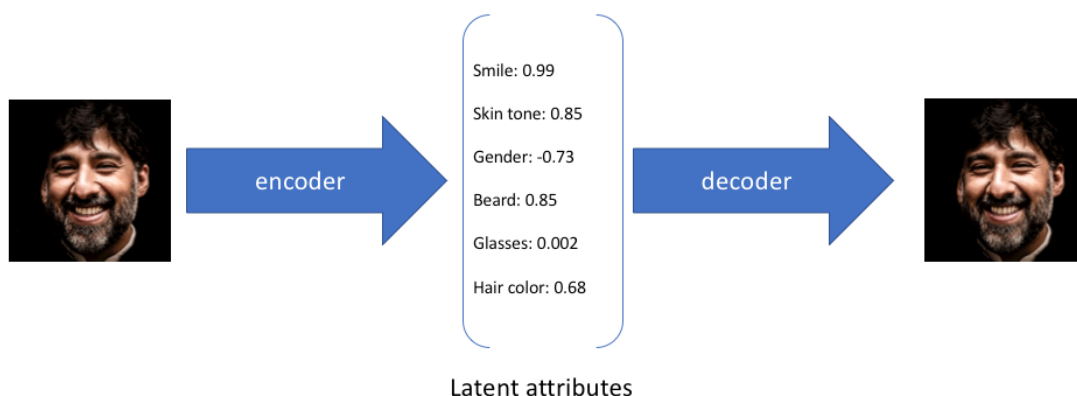 encoder
Smile: 0.99
Skin tone: 0.85
Gender: -0.73
Beard: 0.85
Glasses: 0.002
Hair color: 0.68
decoder
Latent attributes